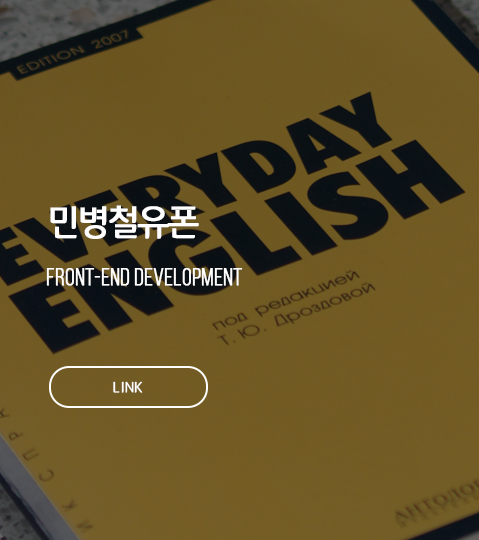 EDITION 2007
EVERYDAY
ENGLISH
под редакцией
Т. Ю. Дроздовой
민병철유폰
FRONT-END DEVELOPMENT
LINK